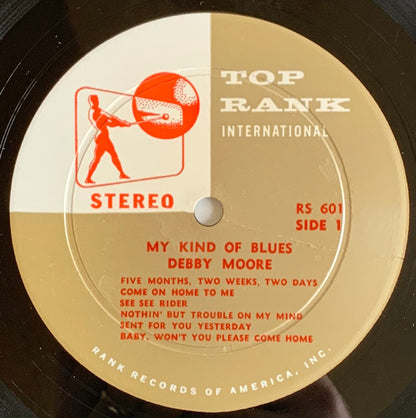 TOP
RANK
INTERNATIONAL
STEREO
RS 601
SIDE 1
MY KIND OF BLUES
DEBBY MOORE
FIVE MONTHS, TWO WEEKS, TWO DAYS
COME ON HOME TO ME
SEE SEE RIDER
NOTHIN' BUT TROUBLE ON MY MIND
SENT FOR YOU YESTERDAY
BABY, WON'T YOU PLEASE COME HOME
RANK RECORDS OF AMERICA, INC.